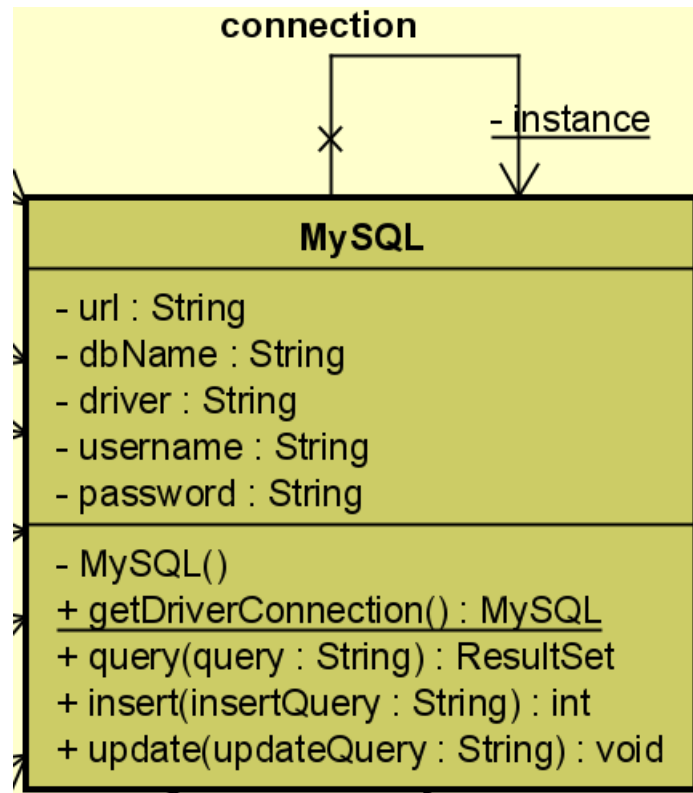 connection
- instance
MySQL
- url : String
- dbName : String
- driver : String
- username : String
- password : String
- MySQL()
+ getDriverConnection() : MySQL
+ query(query : String) : ResultSet
+ insert(insertQuery : String) : int
+ update(updateQuery : String) : void